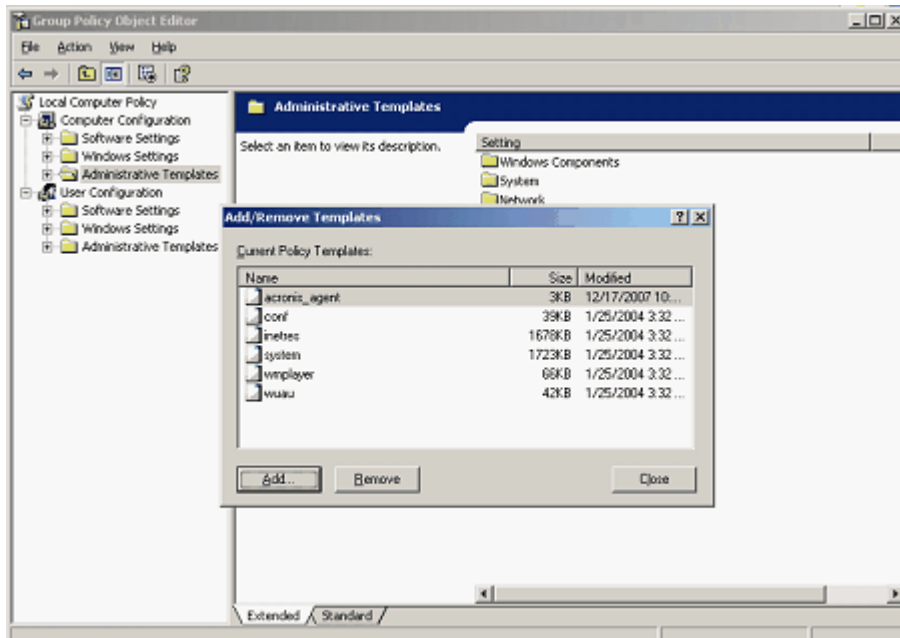 Group Policy Object Editor
File Action View Help
Local Computer Policy
Computer Configuration
Software Settings
Windows Settings
Administrative Templates
User Configuration
Software Settings
Windows Settings
Administrative Templates
Administrative Templates
Select an item to view its description.
Setting
Windows Components
System
Network
Add/Remove Templates
Current Policy Templates:
Name Size Modified
acronis_agent 3KB 12/17/2007 10:...
conf 39KB 1/25/2004 3:32 ...
inetres 1678KB 1/25/2004 3:32 ...
system 1723KB 1/25/2004 3:32 ...
wmplayer 66KB 1/25/2004 3:32 ...
wuau 42KB 1/25/2004 3:32 ...
Add... Remove Close
Extended Standard